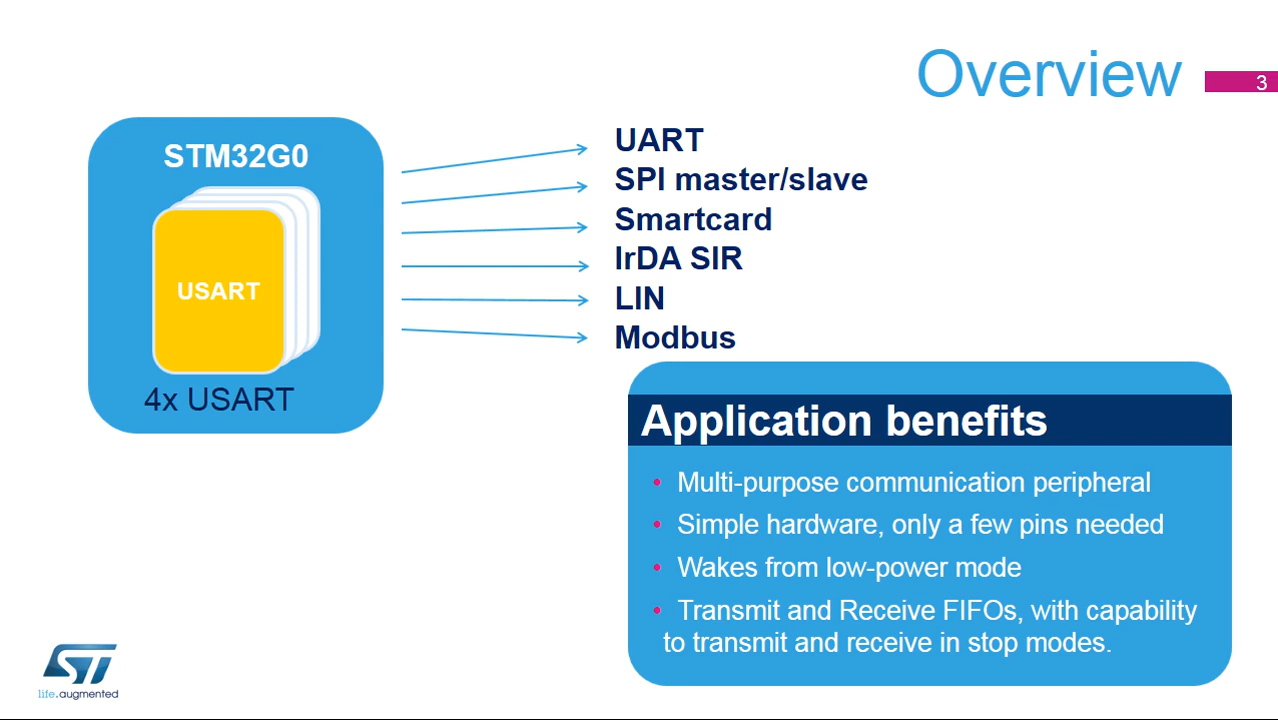 Overview
3
STM32G0
USART
4x USART
UART
SPI master/slave
Smartcard
IrDA SIR
LIN
Modbus
Application benefits
• Multi-purpose communication peripheral
• Simple hardware, only a few pins needed
• Wakes from low-power mode
• Transmit and Receive FIFOs, with capability
to transmit and receive in stop modes.
ST
life.augmented